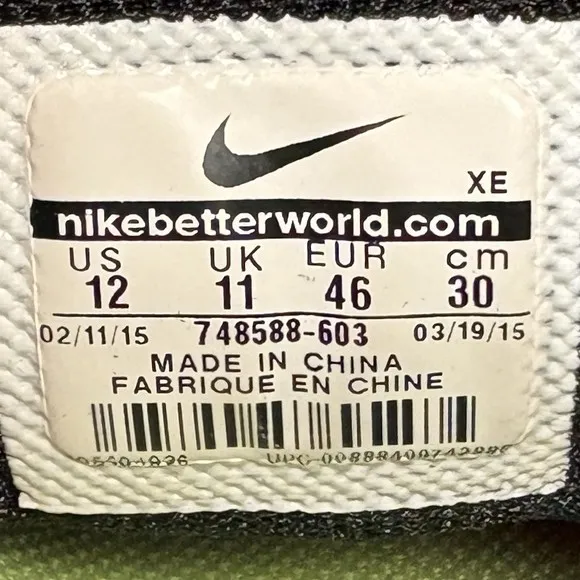 XE
nikebetterworld.com
US UK EUR cm
12 11 46 30
02/11/15 748588-603 03/19/15
MADE IN CHINA
FABRIQUE EN CHINE